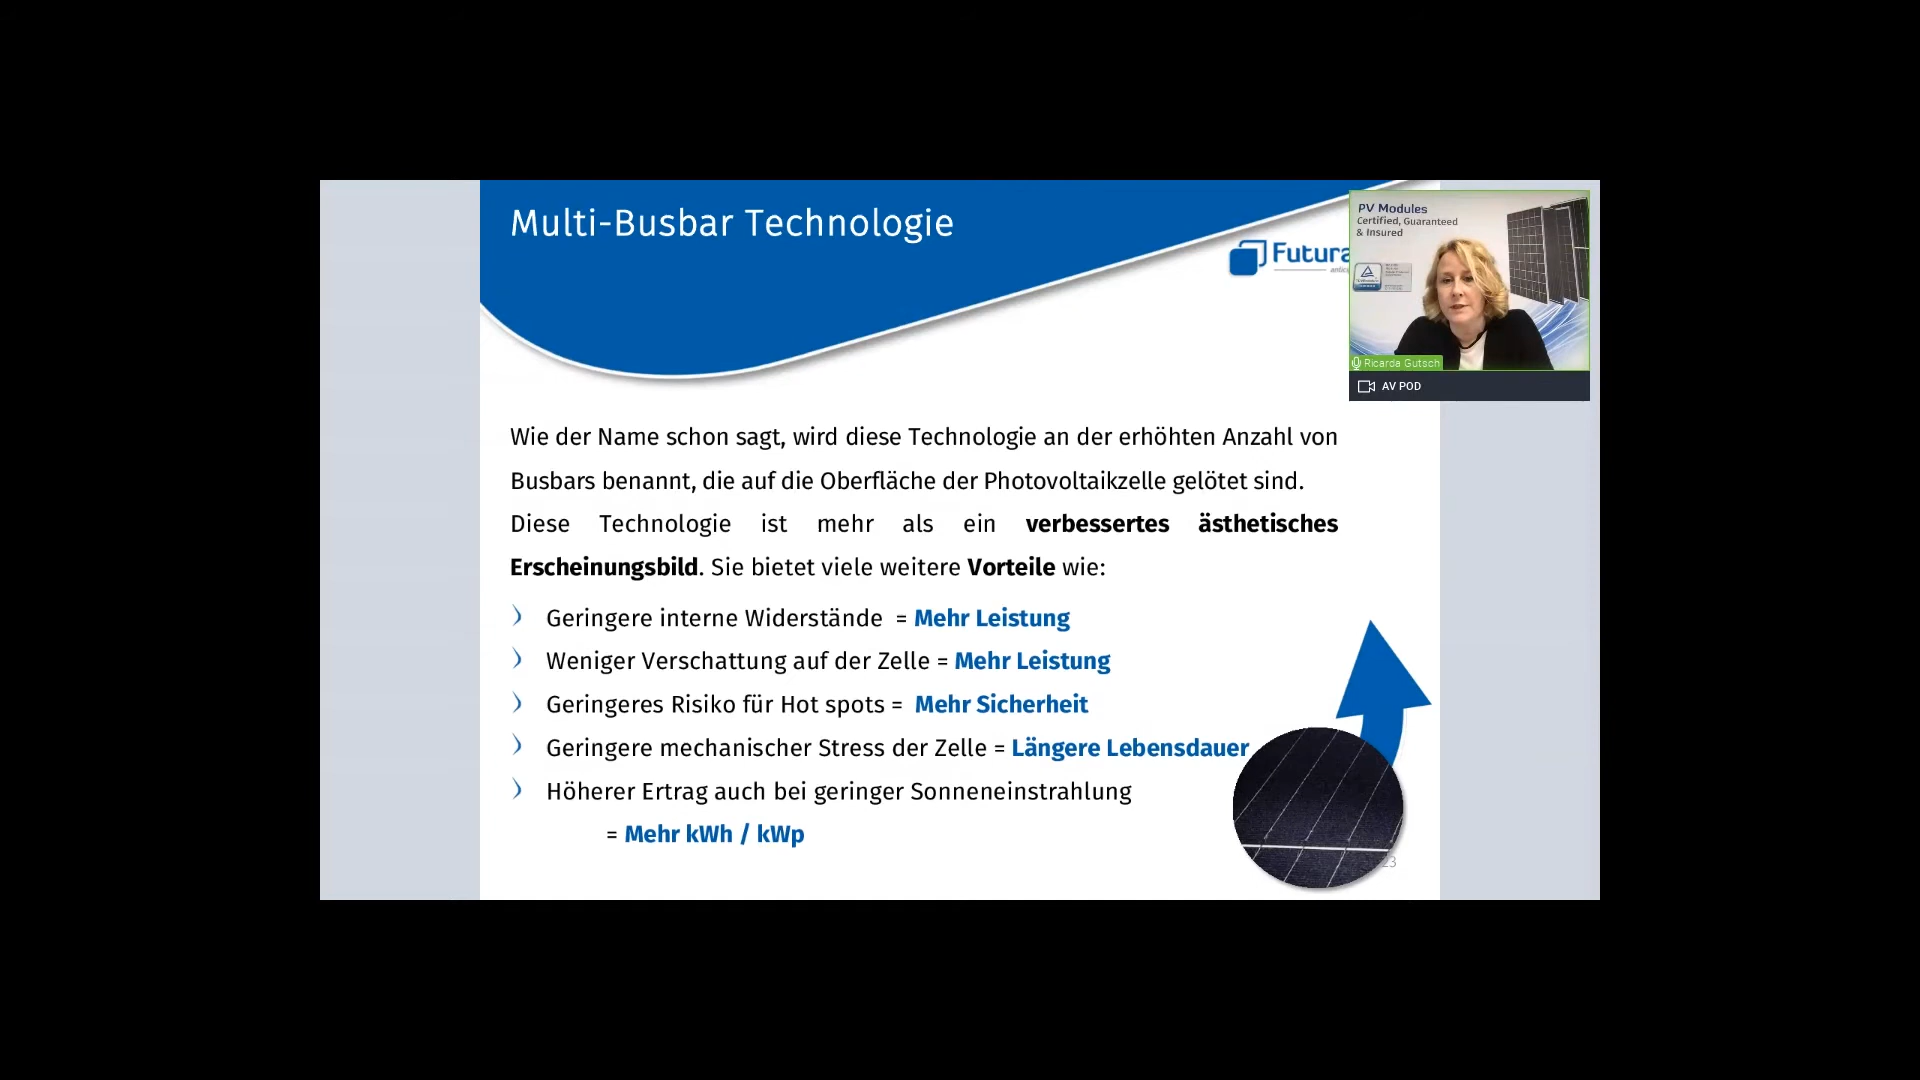 Multi-Busbar Technologie
PV Modules
Certified, Guaranteed
& Insured
Ricarda Gutsch
AV POD
Wie der Name schon sagt, wird diese Technologie an der erhöhten Anzahl von
Busbars benannt, die auf die Oberfläche der Photovoltaikzelle gelötet sind.
Diese Technologie ist mehr als ein verbessertes ästhetisches
Erscheinungsbild. Sie bietet viele weitere Vorteile wie:
Geringere interne Widerstände = Mehr Leistung
Weniger Verschattung auf der Zelle = Mehr Leistung
Geringeres Risiko für Hot spots = Mehr Sicherheit
Geringere mechanischer Stress der Zelle = Längere Lebensdauer
Höherer Ertrag auch bei geringer Sonneneinstrahlung
= Mehr kWh / kWp
23